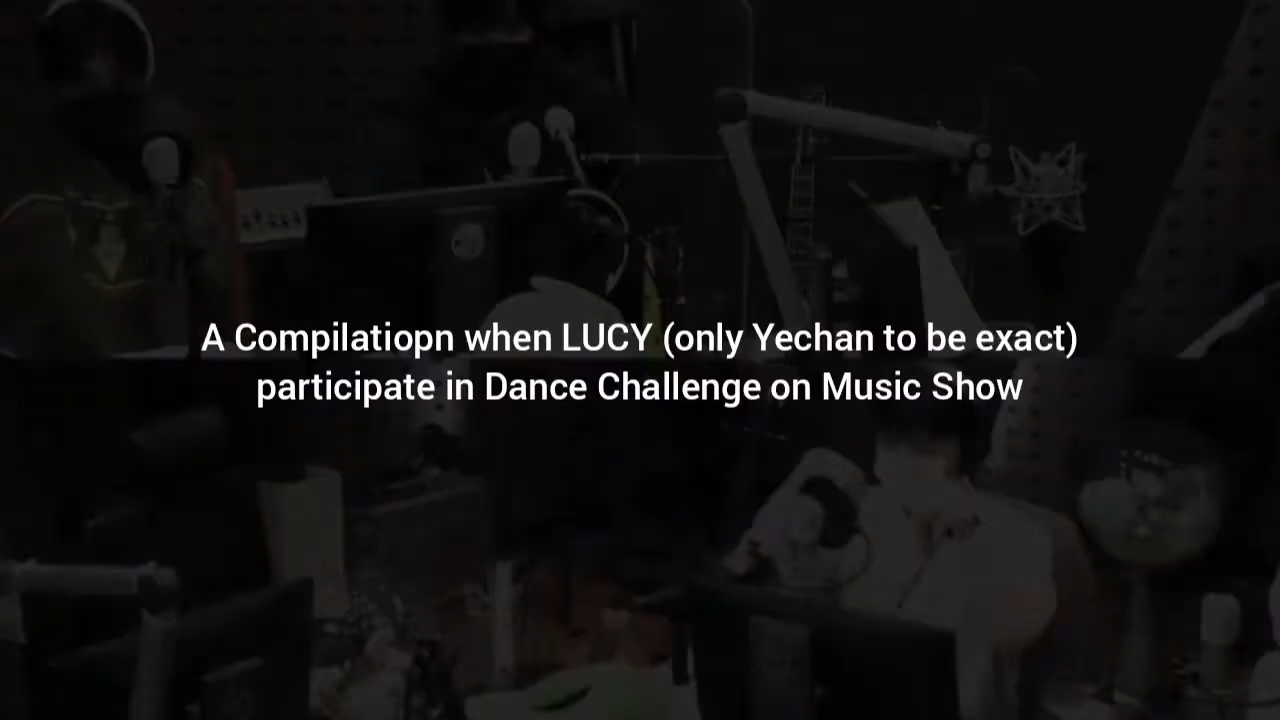 A Compilatiopn when LUCY (only Yechan to be exact)
participate in Dance Challenge on Music Show